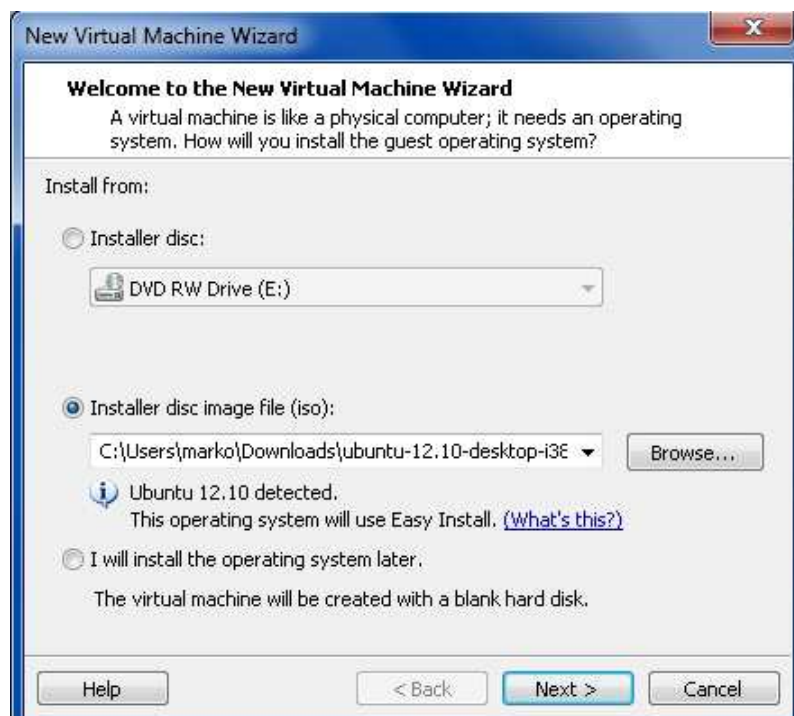 New Virtual Machine Wizard
Welcome to the New Virtual Machine Wizard
A virtual machine is like a physical computer; it needs an operating
system. How will you install the guest operating system?
Install from:
Installer disc:
DVD RW Drive (E:)
Installer disc image file (iso):
C:\Users\marko\Downloads\ubuntu-12.10-desktop-i38 Browse...
Ubuntu 12.10 detected.
This operating system will use Easy Install. (What's this?)
I will install the operating system later.
The virtual machine will be created with a blank hard disk.
Help < Back Next > Cancel